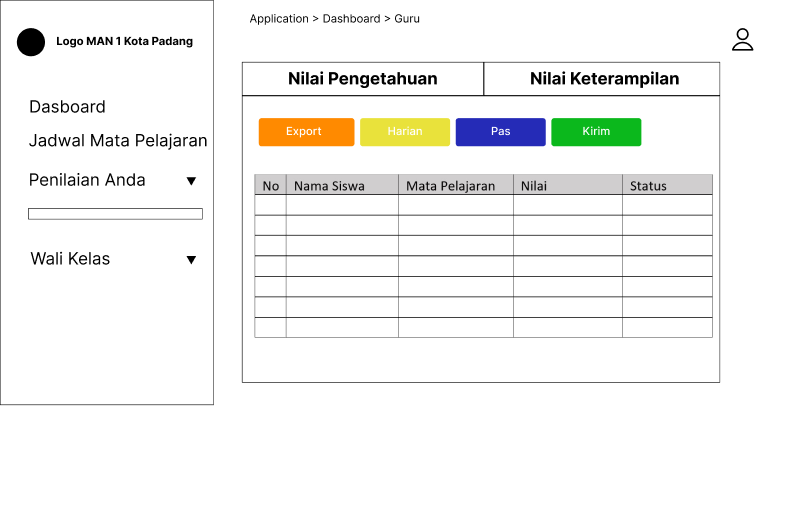 Application > Dashboard > Guru
Logo MAN 1 Kota Padang
Dasboard
Jadwal Mata Pelajaran
Penilaian Anda
Wali Kelas
Nilai Pengetahuan
Nilai Keterampilan
Export
Harian
Pas
Kirim
No Nama Siswa Mata Pelajaran Nilai Status